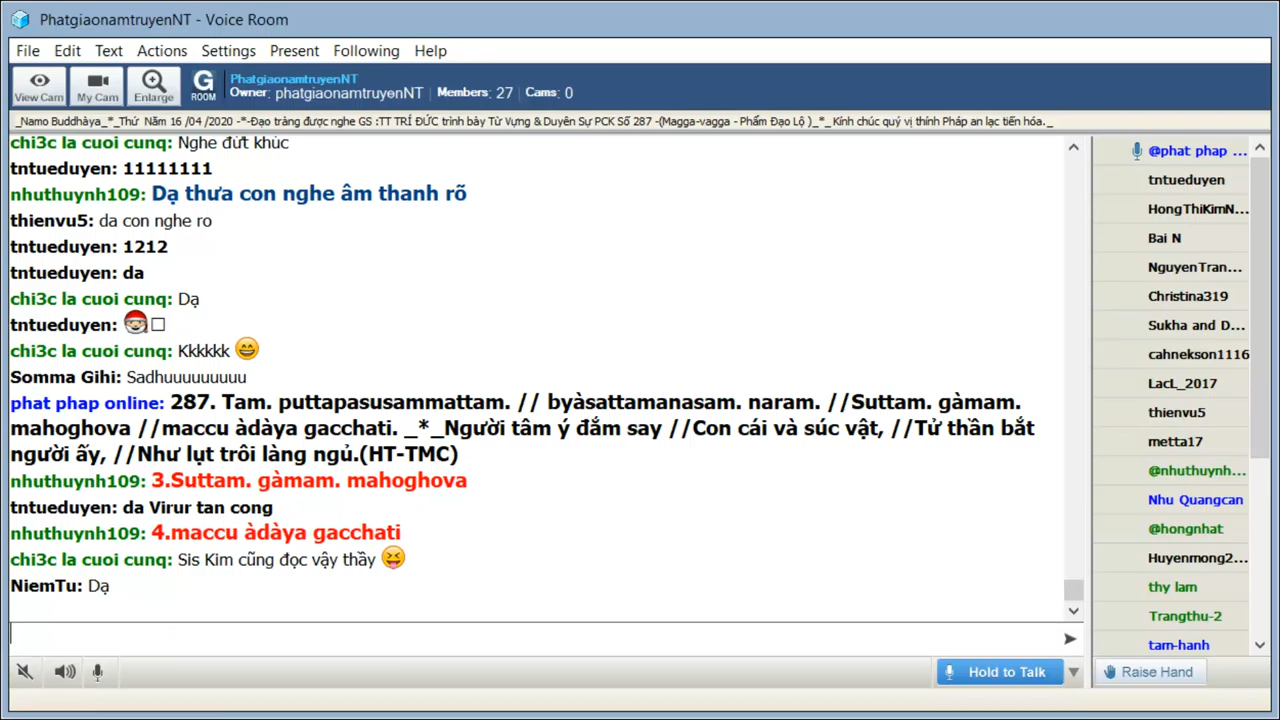 PhatgiaonamtruyenNT - Voice Room
File Edit Text Actions Settings Present Following Help
View Cam My Cam Enlarge G ROOM
PhatgiaonamtruyenNT
Owner: phatgiaonamtruyenNT Members: 27 Cams: 0
_Namo Buddhàya_*_Thứ Năm 16 /04 /2020 -*-Đạo tràng được nghe GS :TT TRÍ ĐỨC trình bày Từ Vựng & Duyên Sự PCK Số 287 -(Magga-vagga - Phẩm Đạo Lộ )_*_ Kính chúc quý vị thính Pháp an lạc tiến hóa._
chi3c la cuoi cunq: Nghe đứt khúc
tntueduyen: 11111111
nhuthuynh109: Dạ thưa con nghe âm thanh rõ
thienvu5: da con nghe ro
tntueduyen: 1212
tntueduyen: da
chi3c la cuoi cunq: Dạ
tntueduyen:
chi3c la cuoi cunq: Kkkkkk
Somma Gihi: Sadhuuuuuuuuu
phat phap online: 287. Tam. puttapasusammattam. // byàsattamanasam. naram. //Suttam. gàmam.
mahoghova //maccu àdàya gacchati. _*_Người tâm ý đắm say //Con cái và súc vật, //Tử thần bắt
người ấy, //Như lụt trôi làng ngủ.(HT-TMC)
nhuthuynh109: 3.Suttam. gàmam. mahoghova
tntueduyen: da Virur tan cong
nhuthuynh109: 4.maccu àdàya gacchati
chi3c la cuoi cunq: Sis Kim cũng đọc vậy thầy
NiemTu: Dạ
@phat phap ...
tntueduyen
HongThiKimN...
Bai N
NguyenTran...
Christina319
Sukha and D...
cahnekson1116
LacL_2017
thienvu5
metta17
@nhuthuynh...
Nhu Quangcan
@hongnhat
Huyenmong2...
thy lam
Trangthu-2
tam-hanh
Hold to Talk
Raise Hand